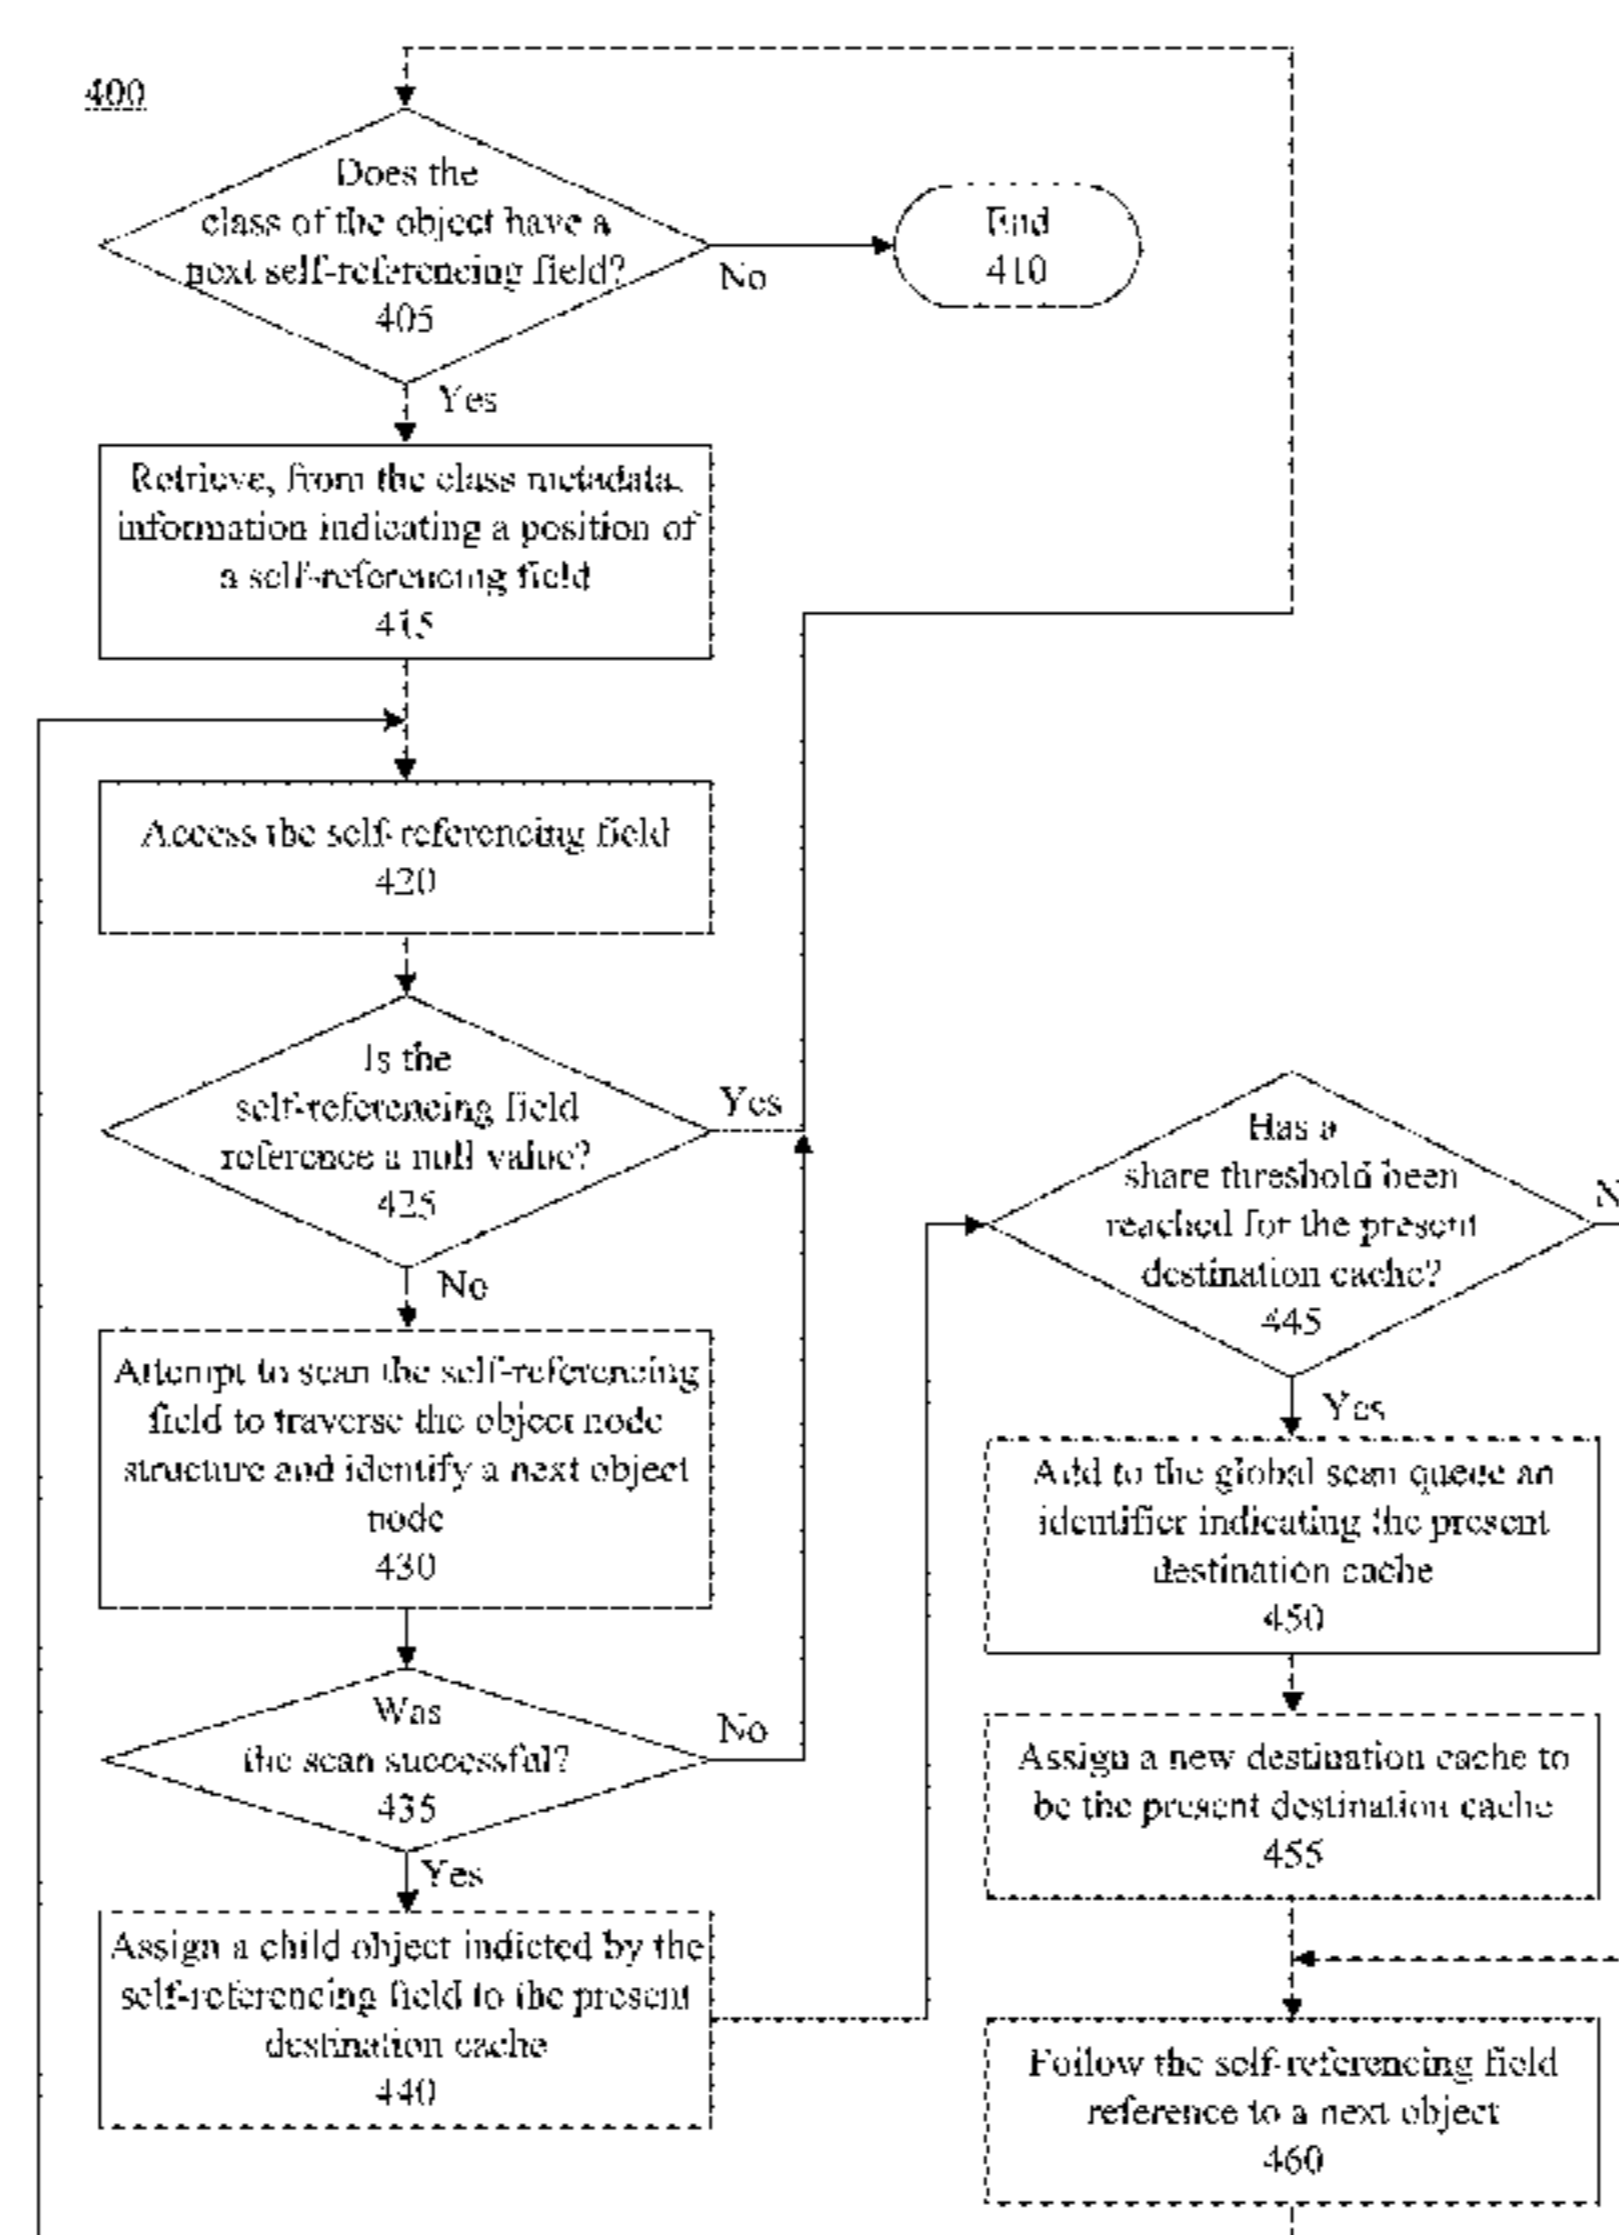 400
Does the
class of the object have a
next self-referencing field?
405
No
End
410
Yes
Retrieve, from the class metadata,
information indicating a position of
a self-referencing field
415
Access the self-referencing field
420
Is the
self-referencing field
reference a null value?
425
Yes
No
Attempt to scan the self-referencing
field to traverse the object node
structure and identify a next object
node
430
Was
the scan successful?
435
No
Yes
Assign a child object indicted by the
self-referencing field to the present
destination cache
440
Has a
share threshold been
reached for the present
destination cache?
445
Yes
Add to the global scan queue an
identifier indicating the present
destination cache
450
Assign a new destination cache to
be the present destination cache
455
Follow the self-referencing field
reference to a next object
460